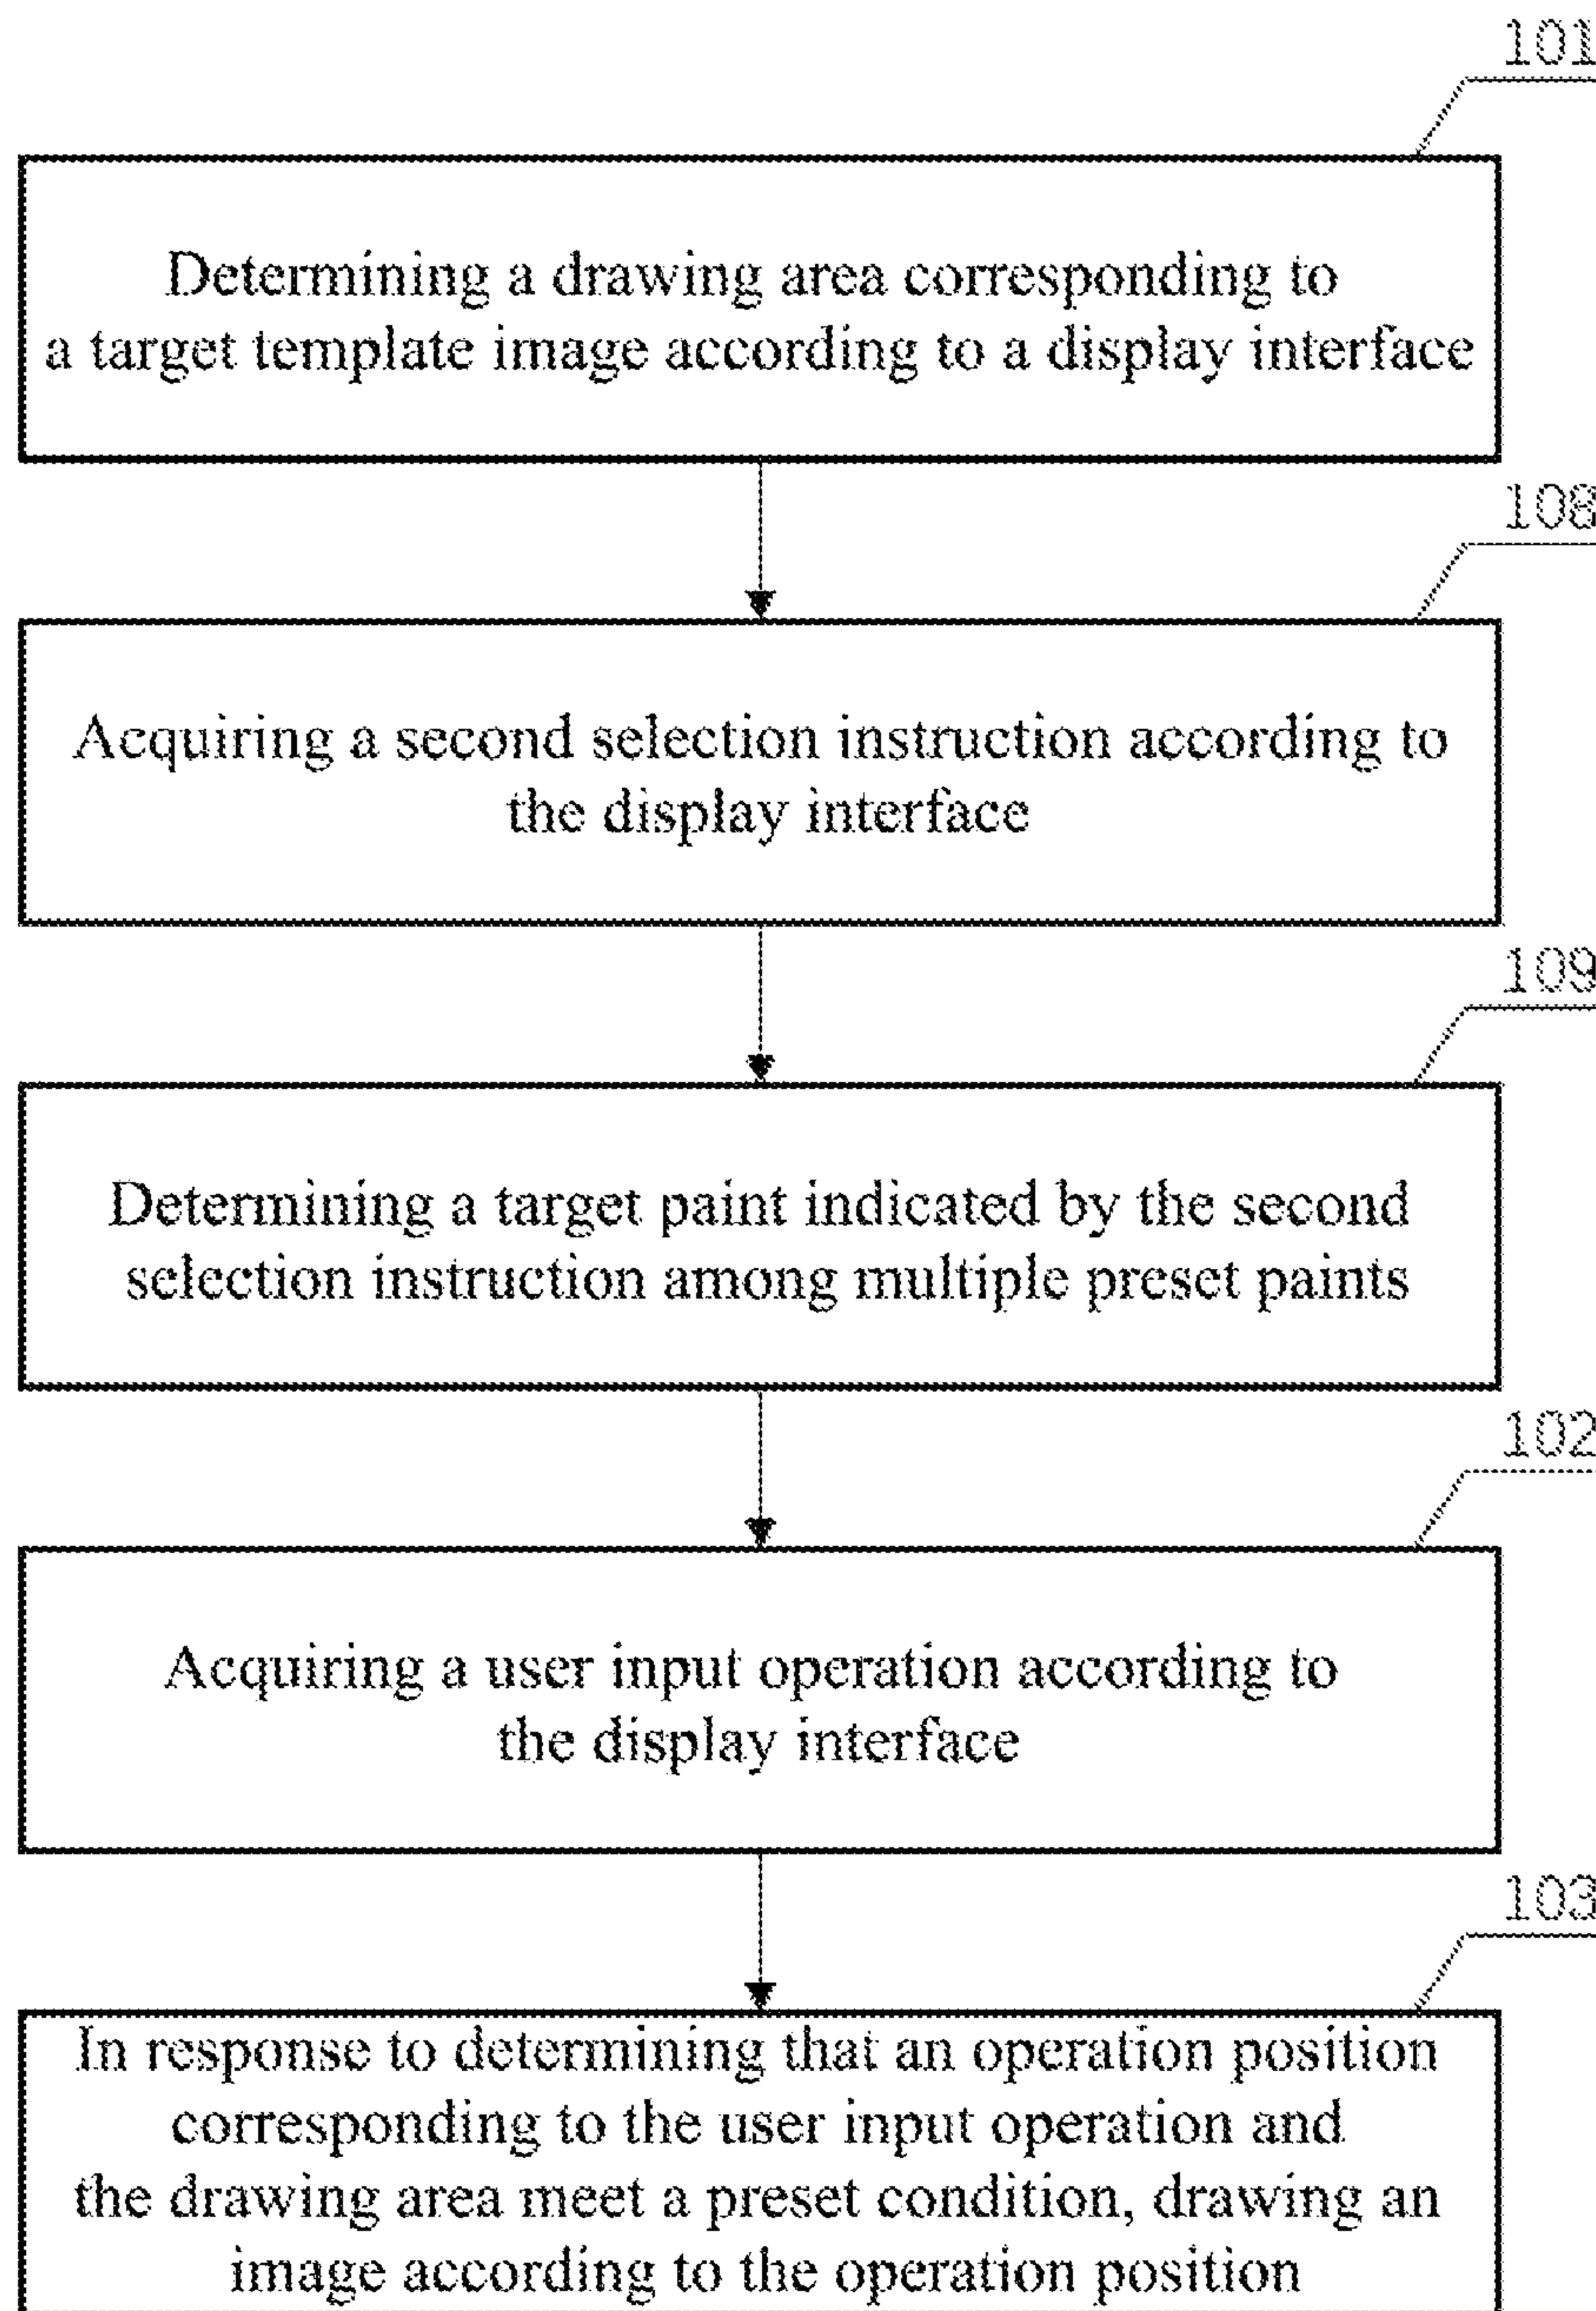 101
Determining a drawing area corresponding to
a target template image according to a display interface
108
Acquiring a second selection instruction according to
the display interface
109
Determining a target paint indicated by the second
selection instruction among multiple preset paints
102
Acquiring a user input operation according to
the display interface
103
In response to determining that an operation position
corresponding to the user input operation and
the drawing area meet a preset condition, drawing an
image according to the operation position